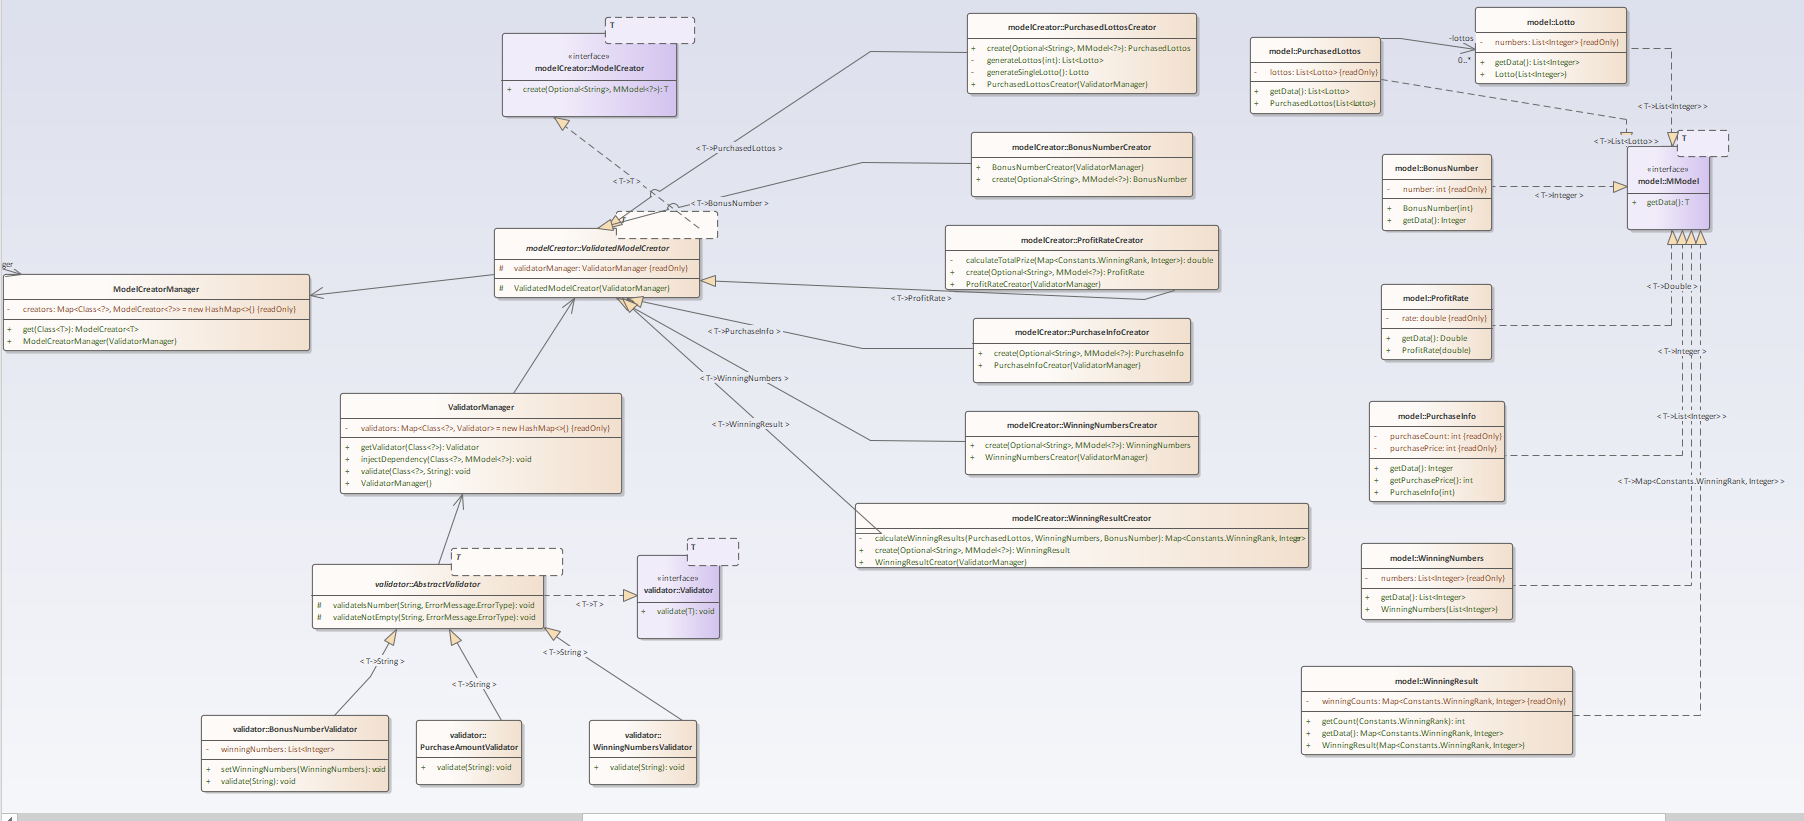 T
«interface»
modelCreator::ModelCreator
+ create(Optional<String>, MModel<?>): T
modelCreator::PurchasedLottosCreator
+ create(Optional<String>, MModel<?>): PurchasedLottos
- generateLottos(int): List<Lotto>
- generateSingleLotto(): Lotto
+ PurchasedLottosCreator(ValidatorManager)
model::PurchasedLottos
- lottos: List<Lotto> {readOnly}
+ getData(): List<Lotto>
+ PurchasedLottos(List<Lotto>)
-lottos
0..*
model::Lotto
- numbers: List<Integer> {readOnly}
+ getData(): List<Integer>
+ Lotto(List<Integer>)
< T->List<Integer> >
< T->List<Lotto> >
T
«interface»
model::MModel
+ getData(): T
< T->PurchasedLottos >
< T->T >
< T->BonusNumber >
modelCreator::BonusNumberCreator
+ BonusNumberCreator(ValidatorManager)
+ create(Optional<String>, MModel<?>): BonusNumber
model::BonusNumber
- number: int {readOnly}
+ BonusNumber(int)
+ getData(): Integer
< T->Integer >
T
modelCreator::ValidatedModelCreator
# validatorManager: ValidatorManager {readOnly}
# ValidatedModelCreator(ValidatorManager)
modelCreator::ProfitRateCreator
- calculateTotalPrize(Map<Constants.WinningRank, Integer>): double
+ create(Optional<String>, MModel<?>): ProfitRate
+ ProfitRateCreator(ValidatorManager)
< T->ProfitRate >
ger
ModelCreatorManager
- creators: Map<Class<?>, ModelCreator<?>> = new HashMap<>() {readOnly}
+ get(Class<T>): ModelCreator<T>
+ ModelCreatorManager(ValidatorManager)
model::ProfitRate
- rate: double {readOnly}
+ getData(): Double
+ ProfitRate(double)
< T->Double >
< T->PurchaseInfo >
modelCreator::PurchaseInfoCreator
+ create(Optional<String>, MModel<?>): PurchaseInfo
+ PurchaseInfoCreator(ValidatorManager)
< T->Integer >
< T->WinningNumbers >
< T->WinningResult >
ValidatorManager
- validators: Map<Class<?>, Validator> = new HashMap<>() {readOnly}
+ getValidator(Class<?>): Validator
+ injectDependency(Class<?>, MModel<?>): void
+ validate(Class<?>, String): void
+ ValidatorManager()
modelCreator::WinningNumbersCreator
+ create(Optional<String>, MModel<?>): WinningNumbers
+ WinningNumbersCreator(ValidatorManager)
model::PurchaseInfo
- purchaseCount: int {readOnly}
- purchasePrice: int {readOnly}
+ getData(): Integer
+ getPurchasePrice(): int
+ PurchaseInfo(int)
< T->List<Integer> >
< T->Map<Constants.WinningRank, Integer> >
modelCreator::WinningResultCreator
- calculateWinningResults(PurchasedLottos, WinningNumbers, BonusNumber): Map<Constants.WinningRank, Integer>
+ create(Optional<String>, MModel<?>): WinningResult
+ WinningResultCreator(ValidatorManager)
T
validator::AbstractValidator
# validateIsNumber(String, ErrorMessage.ErrorType): void
# validateNotEmpty(String, ErrorMessage.ErrorType): void
< T->T >
T
«interface»
validator::Validator
+ validate(T): void
model::WinningNumbers
- numbers: List<Integer> {readOnly}
+ getData(): List<Integer>
+ WinningNumbers(List<Integer>)
< T->String >
< T->String >
< T->String >
validator::BonusNumberValidator
- winningNumbers: List<Integer>
+ setWinningNumbers(WinningNumbers): void
+ validate(String): void
validator::
PurchaseAmountValidator
+ validate(String): void
validator::
WinningNumbersValidator
+ validate(String): void
model::WinningResult
- winningCounts: Map<Constants.WinningRank, Integer> {readOnly}
+ getCount(Constants.WinningRank): int
+ getData(): Map<Constants.WinningRank, Integer>
+ WinningResult(Map<Constants.WinningRank, Integer>)